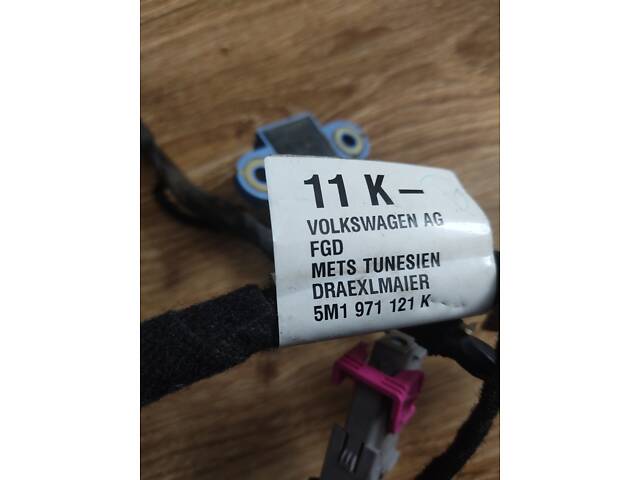 11 K–
VOLKSWAGEN AG
FGD
METS TUNESIEN
DRAEXLMAIER
5M1 971 121 K